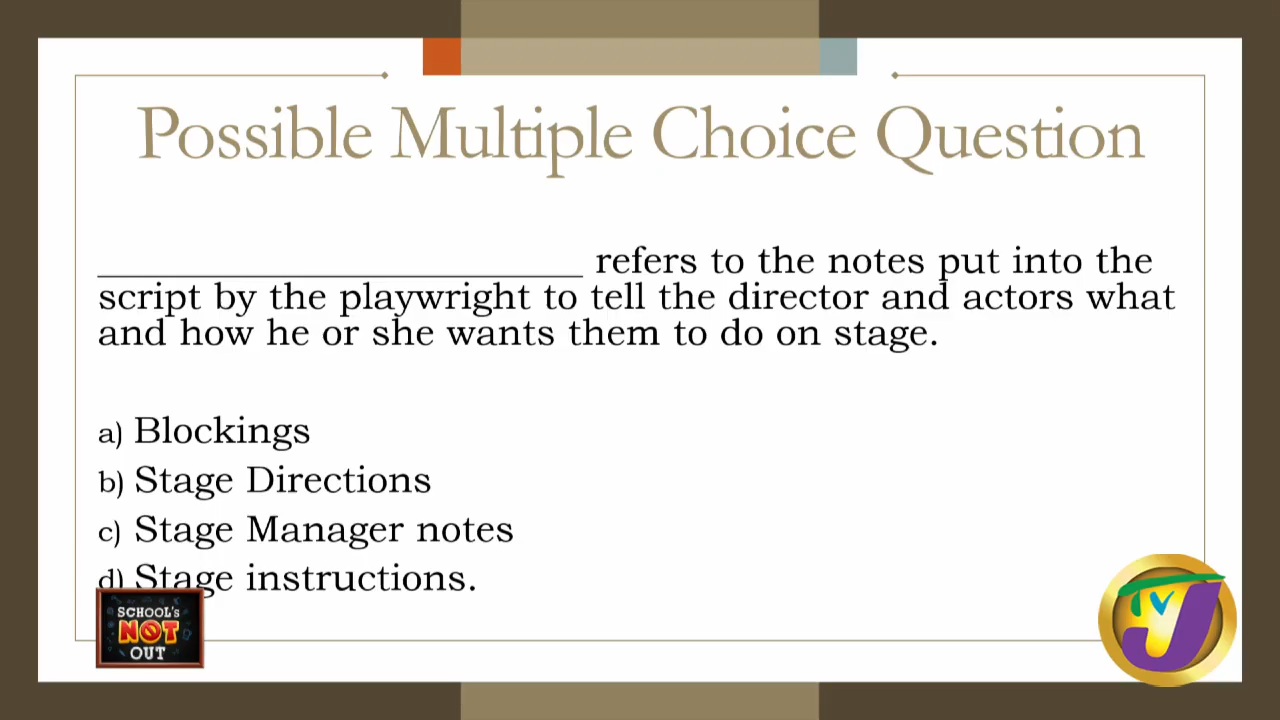 Possible Multiple Choice Question
__________________________ refers to the notes put into the
script by the playwright to tell the director and actors what
and how he or she wants them to do on stage.
a) Blockings
b) Stage Directions
c) Stage Manager notes
d) Stage instructions.
SCHOOL's
NOT
OUT
TVJ